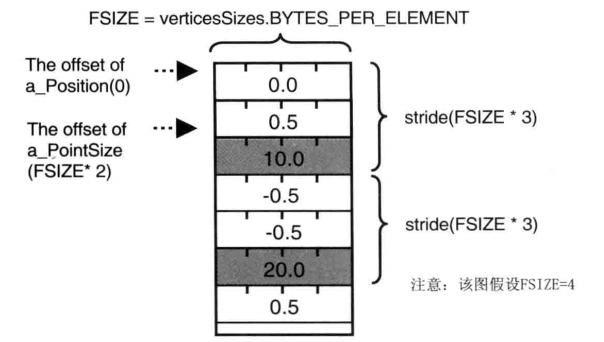 FSIZE = verticesSizes.BYTES_PER_ELEMENT
The offset of
a_Position(0)
The offset of
a_PointSize
(FSIZE* 2)
0.0
0.5
10.0
-0.5
-0.5
20.0
0.5
stride(FSIZE * 3)
stride(FSIZE * 3)
注意: 该图假设FSIZE=4